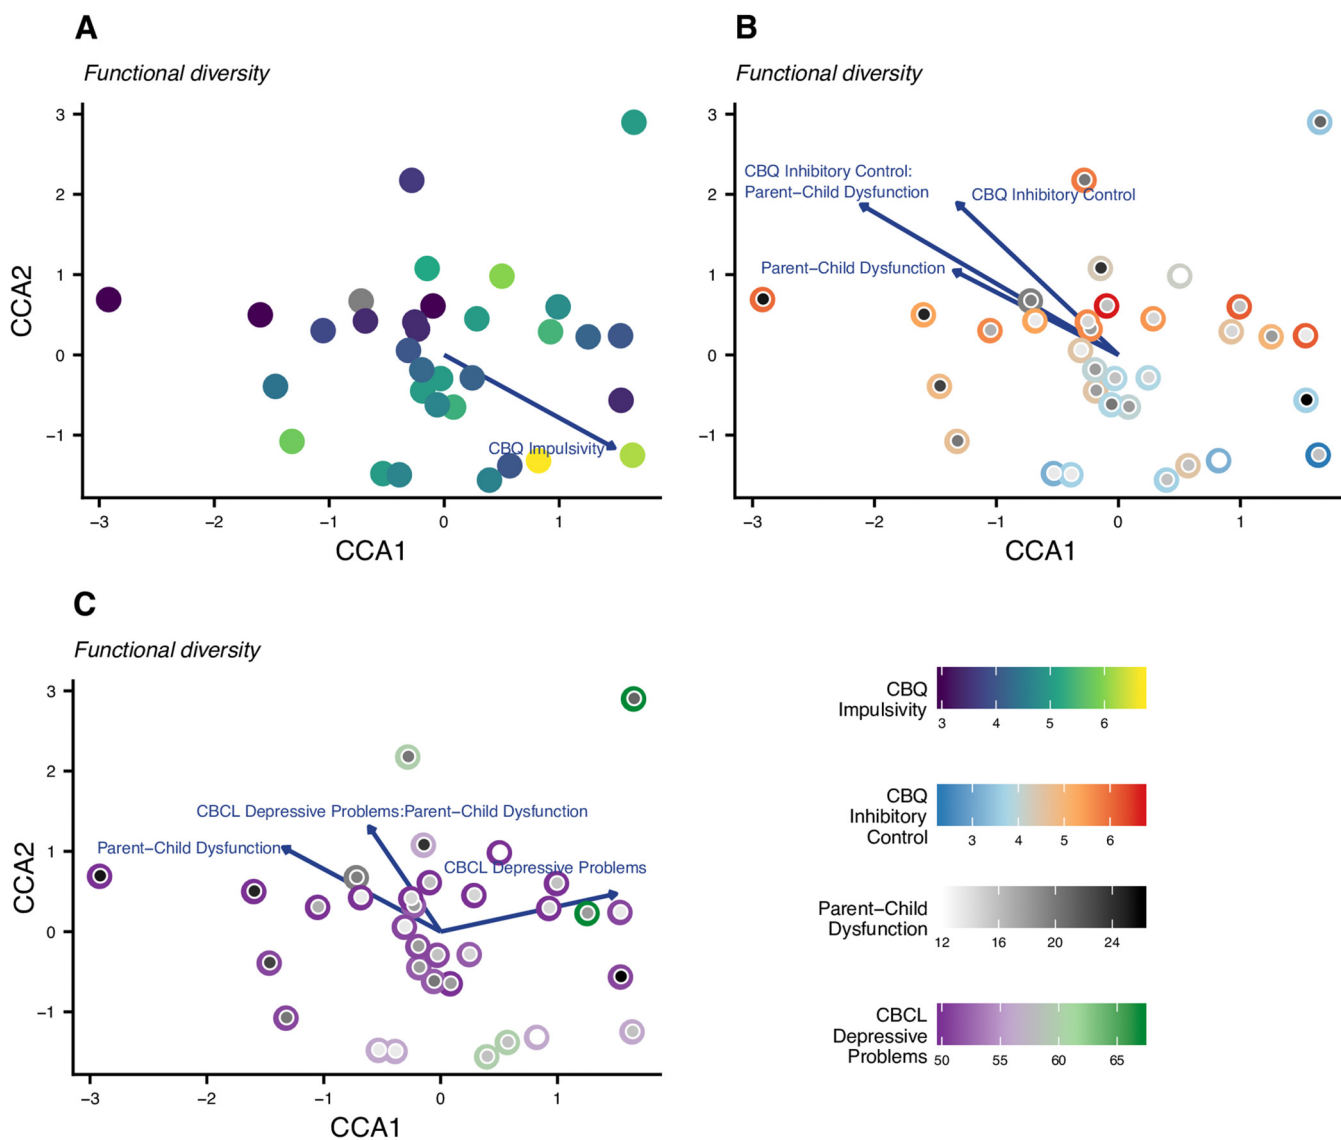 A
Functional diversity
3
2
1
0
−1
CCA2
CBQ Impulsivity
−3
−2
−1
0
1
CCA1
B
Functional diversity
3
2
1
0
−1
CBQ Inhibitory Control:
Parent−Child Dysfunction
CBQ Inhibitory Control
Parent−Child Dysfunction
−3
−2
−1
0
1
CCA1
C
Functional diversity
3
2
1
0
−1
CCA2
CBCL Depressive Problems:Parent−Child Dysfunction
Parent−Child Dysfunction
CBCL Depressive Problems
−3
−2
−1
0
1
CCA1
CBQ
Impulsivity
3 4 5 6
CBQ
Inhibitory
Control
3 4 5 6
Parent−Child
Dysfunction
12 16 20 24
CBCL
Depressive
Problems
50 55 60 65